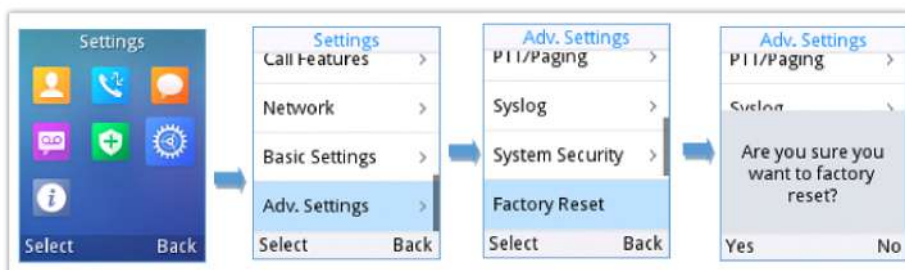 Settings
Select Back
Settings
Call Features
Network
Basic Settings
Adv. Settings
Select Back
Adv. Settings
PTT/Paging
Syslog
System Security
Factory Reset
Select Back
Adv. Settings
PTT/Paging
Syslog
Are you sure you
want to factory
reset?
Yes No